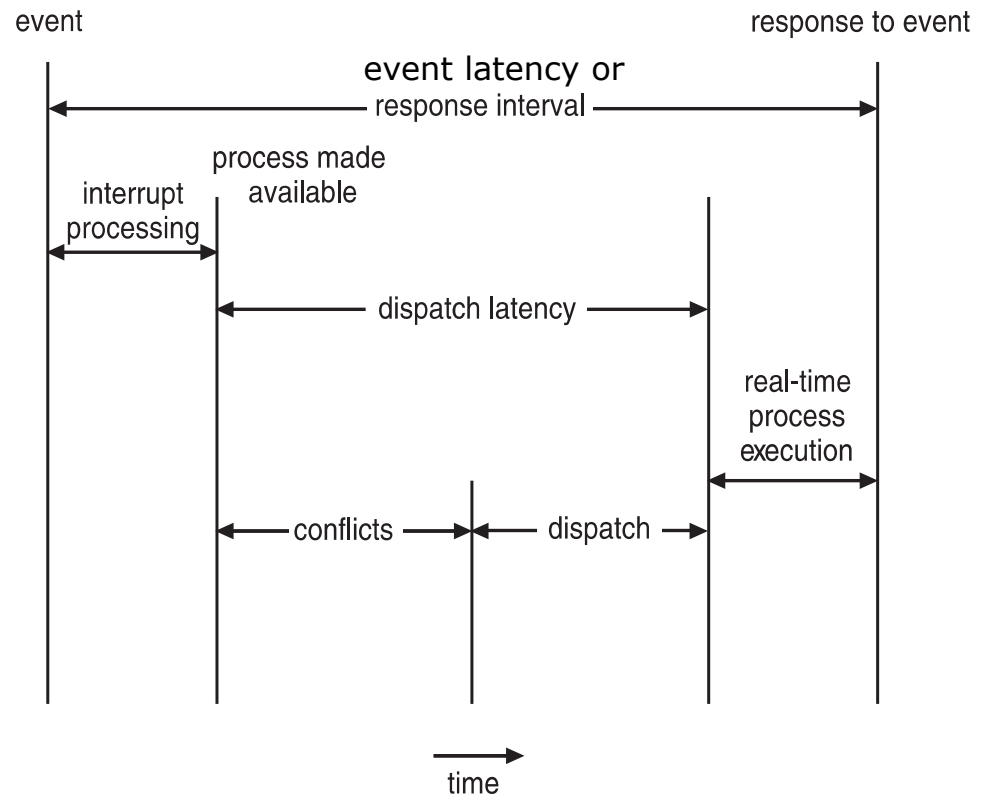 event
response to event
event latency or
response interval
process made
available
interrupt
processing
dispatch latency
real-time
process
execution
conflicts
dispatch
time